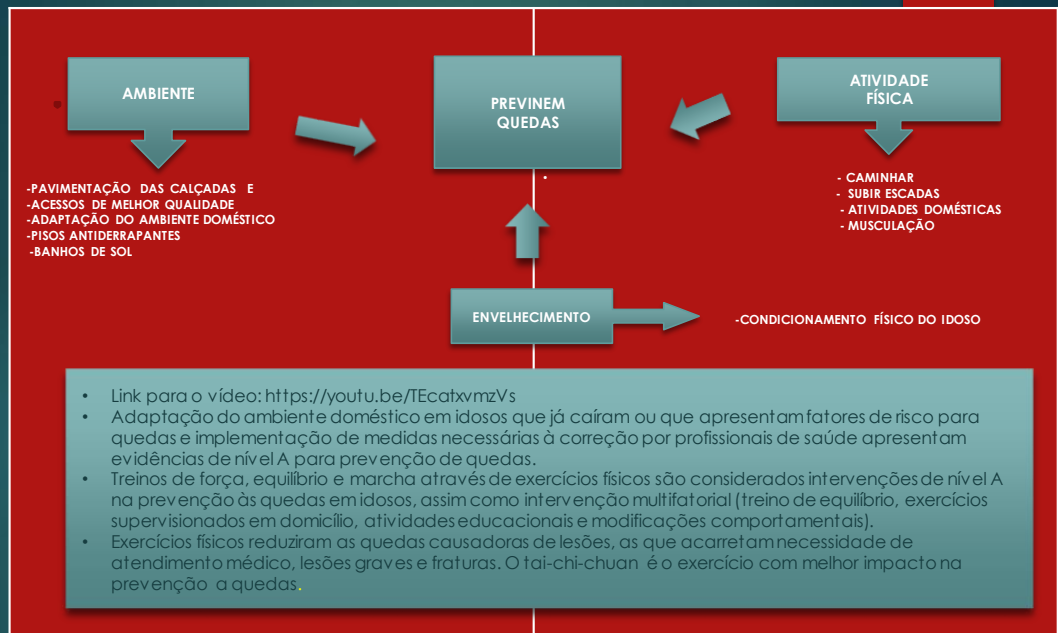 AMBIENTE
PREVINEM
QUEDAS
ATIVIDADE
FÍSICA
-PAVIMENTAÇÃO DAS CALÇADAS E
-ACESSOS DE MELHOR QUALIDADE
-ADAPTAÇÃO DO AMBIENTE DOMÉSTICO
-PISOS ANTIDERRAPANTES
-BANHOS DE SOL
- CAMINHAR
- SUBIR ESCADAS
- ATIVIDADES DOMÉSTICAS
- MUSCULAÇÃO
ENVELHECIMENTO
-CONDICIONAMENTO FÍSICO DO IDOSO
• Link para o vídeo: https://youtu.be/TEcatxvmzVs
• Adaptação do ambiente doméstico em idosos que já caíram ou que apresentam fatores de risco para
quedas e implementação de medidas necessárias à correção por profissionais de saúde apresentam
evidências de nível A para prevenção de quedas.
• Treinos de força, equilíbrio e marcha através de exercícios físicos são considerados intervenções de nível A
na prevenção às quedas em idosos, assim como intervenção multifatorial (treino de equilíbrio, exercícios
supervisionados em domicílio, atividades educacionais e modificações comportamentais).
• Exercícios físicos reduziram as quedas causadoras de lesões, as que acarretam necessidade de
atendimento médico, lesões graves e fraturas. O tai-chi-chuan é o exercício com melhor impacto na
prevenção a quedas.